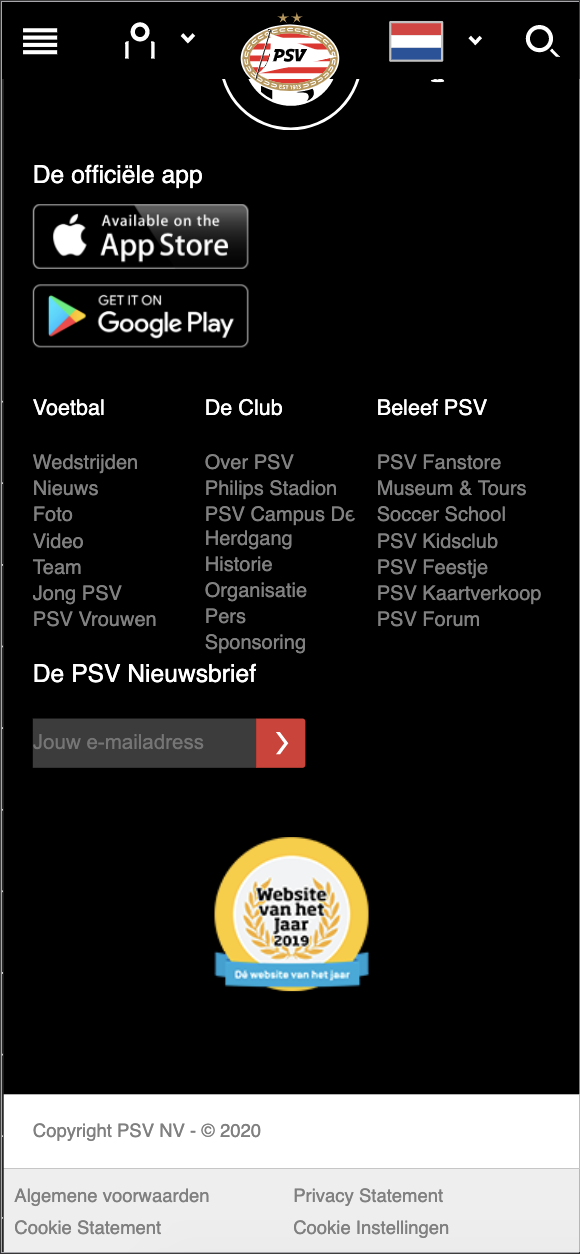 PSV
EST 1913
De officiële app
Available on the
App Store
GET IT ON
Google Play
Voetbal
Wedstrijden
Nieuws
Foto
Video
Team
Jong PSV
PSV Vrouwen
De Club
Over PSV
Philips Stadion
PSV Campus De
Herdgang
Historie
Organisatie
Pers
Sponsoring
Beleef PSV
PSV Fanstore
Museum & Tours
Soccer School
PSV Kidsclub
PSV Feestje
PSV Kaartverkoop
PSV Forum
De PSV Nieuwsbrief
Jouw e-mailadress
Website
van het
Jaar
2019
Dé website van het jaar
Copyright PSV NV - © 2020
Algemene voorwaarden
Privacy Statement
Cookie Statement
Cookie Instellingen